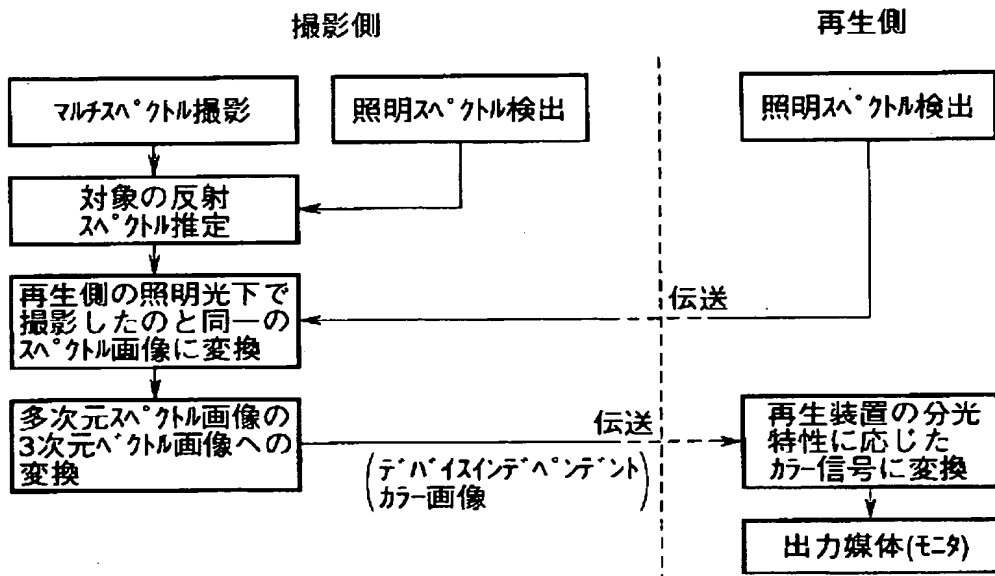 撮影側
再生側
マルチスペクトル撮影
照明スペクトル検出
照明スペクトル検出
対象の反射
スペクトル推定
再生側の照明光下で
撮影したのと同一の
スペクトル画像に変換
伝送
多次元スペクトル画像の
3次元ベクトル画像への
変換
伝送
(デバイスインデペンデント
カラー画像)
再生装置の分光
特性に応じた
カラー信号に変換
出力媒体(モニタ)